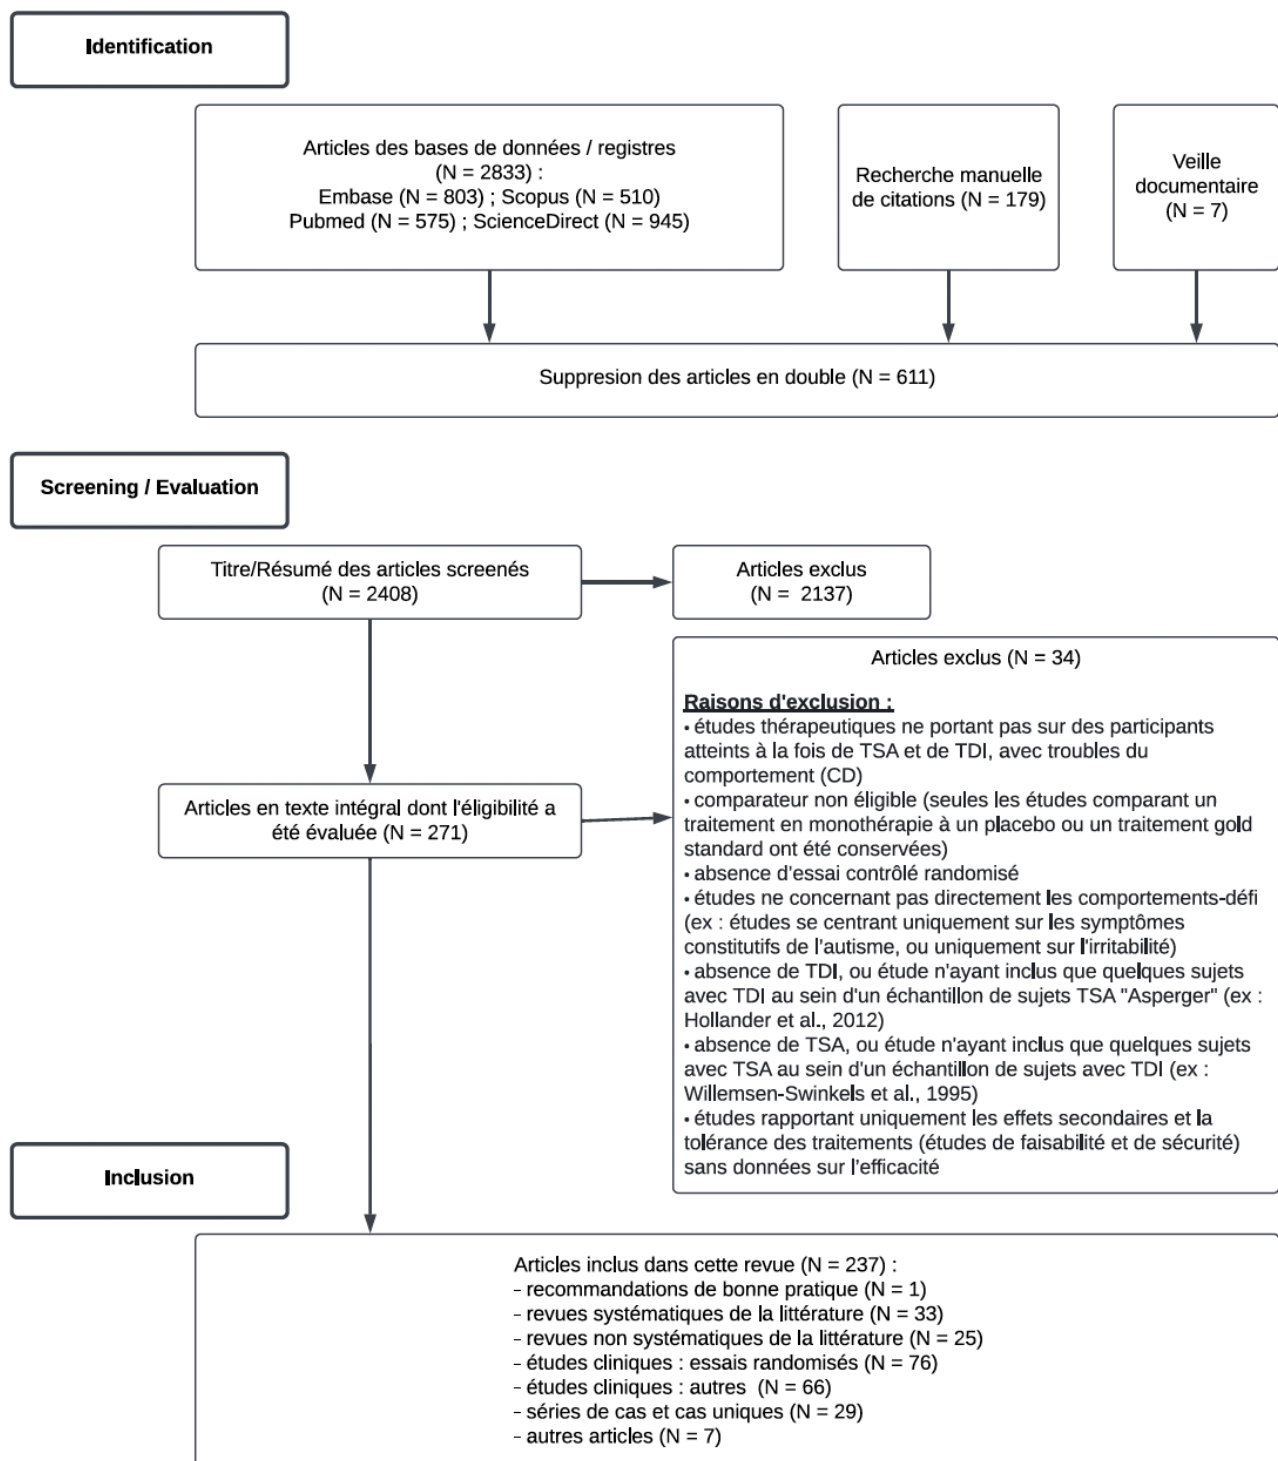 Identification
Articles des bases de données / registres
(N = 2833) :
Embase (N = 803) ; Scopus (N = 510)
Pubmed (N = 575) ; ScienceDirect (N = 945)
Recherche manuelle
de citations (N = 179)
Veille
documentaire
(N = 7)
Suppresion des articles en double (N = 611)
Screening / Evaluation
Titre/Résumé des articles screenés
(N = 2408)
Articles exclus
(N = 2137)
Articles en texte intégral dont l'éligibilité a
été évaluée (N = 271)
Articles exclus (N = 34)
Raisons d'exclusion :
• études thérapeutiques ne portant pas sur des participants
atteints à la fois de TSA et de TDI, avec troubles du
comportement (CD)
• comparateur non éligible (seules les études comparant un
traitement en monothérapie à un placebo ou un traitement gold
standard ont été conservées)
• absence d'essai contrôlé randomisé
• études ne concernant pas directement les comportements-défi
(ex : études se centrant uniquement sur les symptômes
constitutifs de l'autisme, ou uniquement sur l'irritabilité)
• absence de TDI, ou étude n'ayant inclus que quelques sujets
avec TDI au sein d'un échantillon de sujets TSA "Asperger" (ex :
Hollander et al., 2012)
• absence de TSA, ou étude n'ayant inclus que quelques sujets
avec TSA au sein d'un échantillon de sujets avec TDI (ex :
Willemsen-Swinkels et al., 1995)
• études rapportant uniquement les effets secondaires et la
tolérance des traitements (études de faisabilité et de sécurité)
sans données sur l'efficacité
Inclusion
Articles inclus dans cette revue (N = 237) :
- recommandations de bonne pratique (N = 1)
- revues systématiques de la littérature (N = 33)
- revues non systématiques de la littérature (N = 25)
- études cliniques : essais randomisés (N = 76)
- études cliniques : autres (N = 66)
- séries de cas et cas uniques (N = 29)
- autres articles (N = 7)